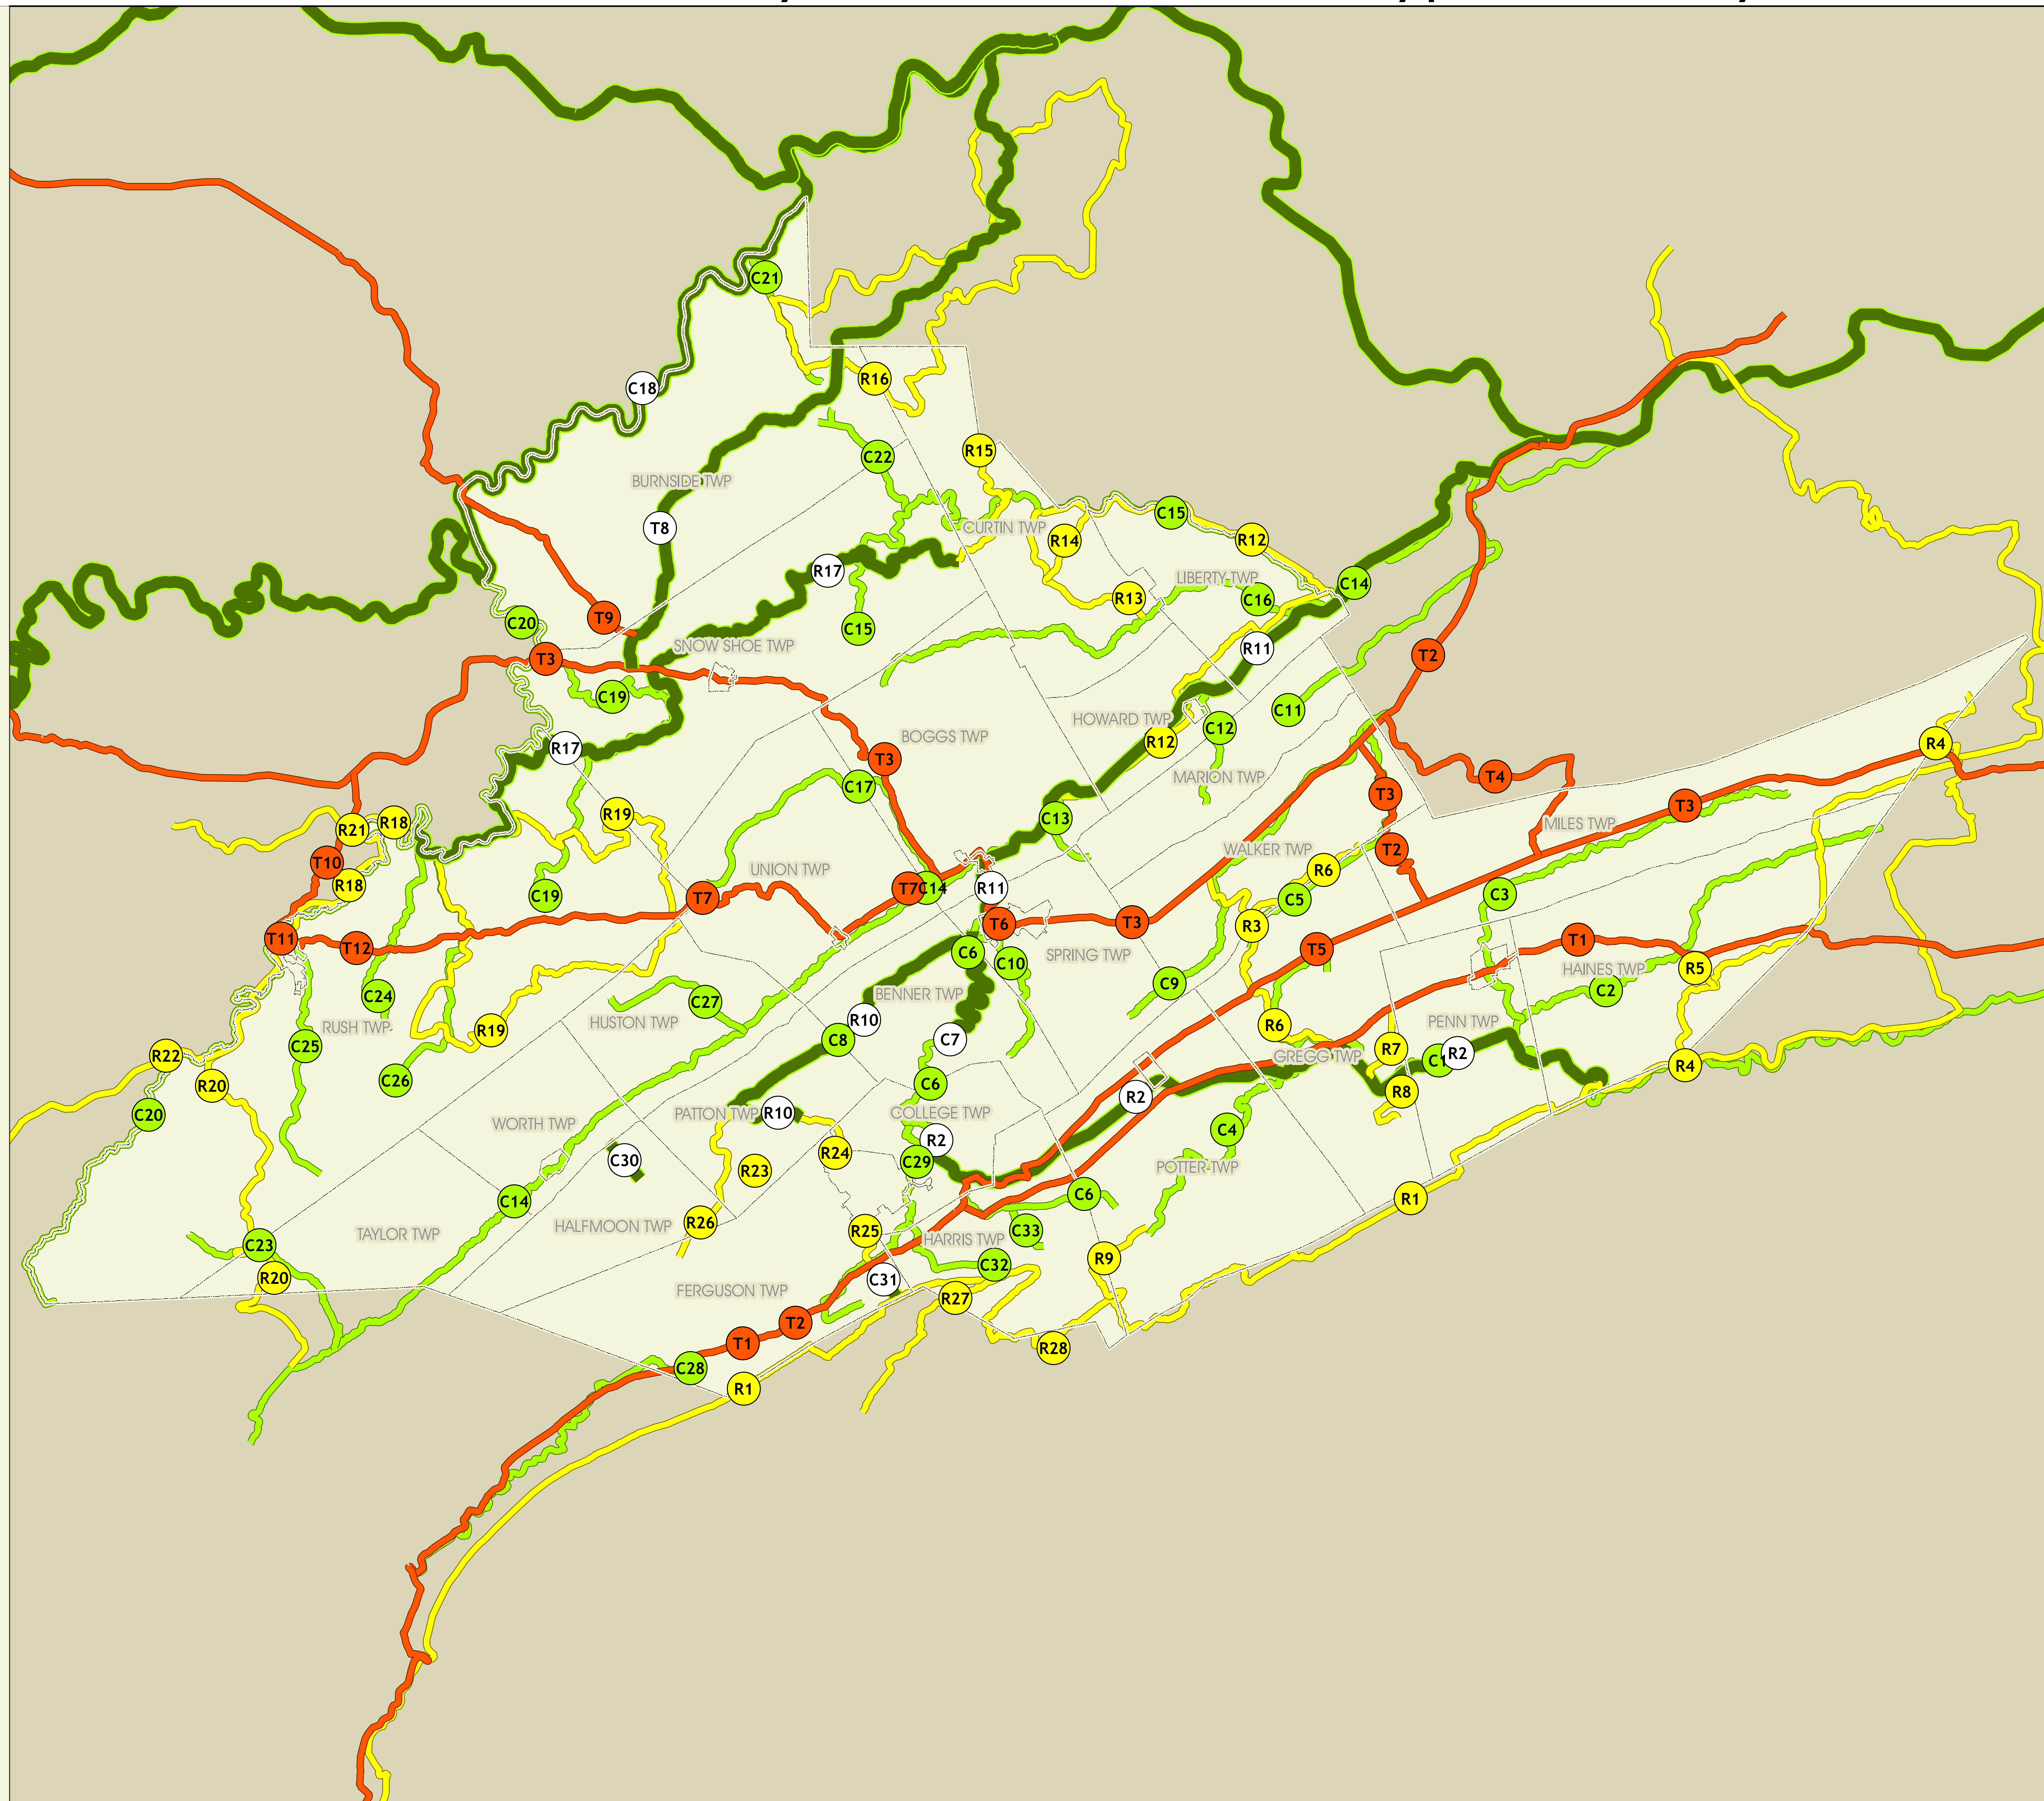 C21
C18
R16
R15
C22
BURNSIDE TWP
C15
T8
CURTIN TWP
R14
R12
R17
LIBERTY TWP
C14
R13
C16
T9
C20
C15
SNOW SHOE TWP
R11
T2
T3
C19
C11
HOWARD TWP
C12
BOGGS TWP
R12
R4
R17
T3
MARION TWP
T4
C17
T3
T3
R19
C13
R18
R21
MILES TWP
WALKER TWP
T2
T10
UNION TWP
R6
R18
T7
C14
R11
C19
T7
C5
C3
T6
T3
R3
T11
T12
T5
T1
C6
SPRING TWP
C10
HAINES TWP
R5
C9
C24
BENNER TWP
C2
C27
R10
HUSTON TWP
RUSH TWP
R19
R6
PENN TWP
C8
C7
C25
R7
R22
GREGG TWP
C1
R2
R4
C26
R20
C6
R8
R2
C20
PATTON TWP
R10
COLLEGE TWP
WORTH TWP
C4
R2
R24
C30
C29
R23
POTTER TWP
C6
C14
R1
R26
HALFMOON TWP
R25
C33
TAYLOR TWP
HARRIS TWP
C23
R9
C32
R20
C31
FERGUSON TWP
R27
T2
T1
R28
C28
R1